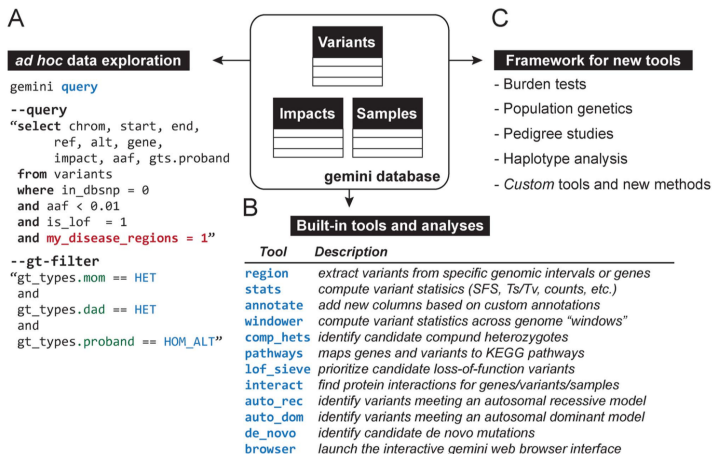 A
ad hoc data exploration
gemini query
--query
“select chrom, start, end,
ref, alt, gene,
impact, aaf, gts.proband
from variants
where in_dbsnp = 0
and aaf < 0.01
and is_lof = 1
and my_disease_regions = 1”
--gt-filter
“gt_types.mom == HET
and
gt_types.dad == HET
and
gt_types.proband == HOM_ALT”
Variants
Impacts
Samples
gemini database
C
Framework for new tools
- Burden tests
- Population genetics
- Pedigree studies
- Haplotype analysis
- Custom tools and new methods
B
Built-in tools and analyses
Tool Description
region extract variants from specific genomic intervals or genes
stats compute variant statisics (SFS, Ts/Tv, counts, etc.)
annotate add new columns based on custom annotations
windower compute variant statistics across genome “windows”
comp_hets identify candidate compund heterozygotes
pathways maps genes and variants to KEGG pathways
lof_sieve prioritize candidate loss-of-function variants
interact find protein interactions for genes/variants/samples
auto_rec identify variants meeting an autosomal recessive model
auto_dom identify variants meeting an autosomal dominant model
de_novo identify candidate de novo mutations
browser launch the interactive gemini web browser interface